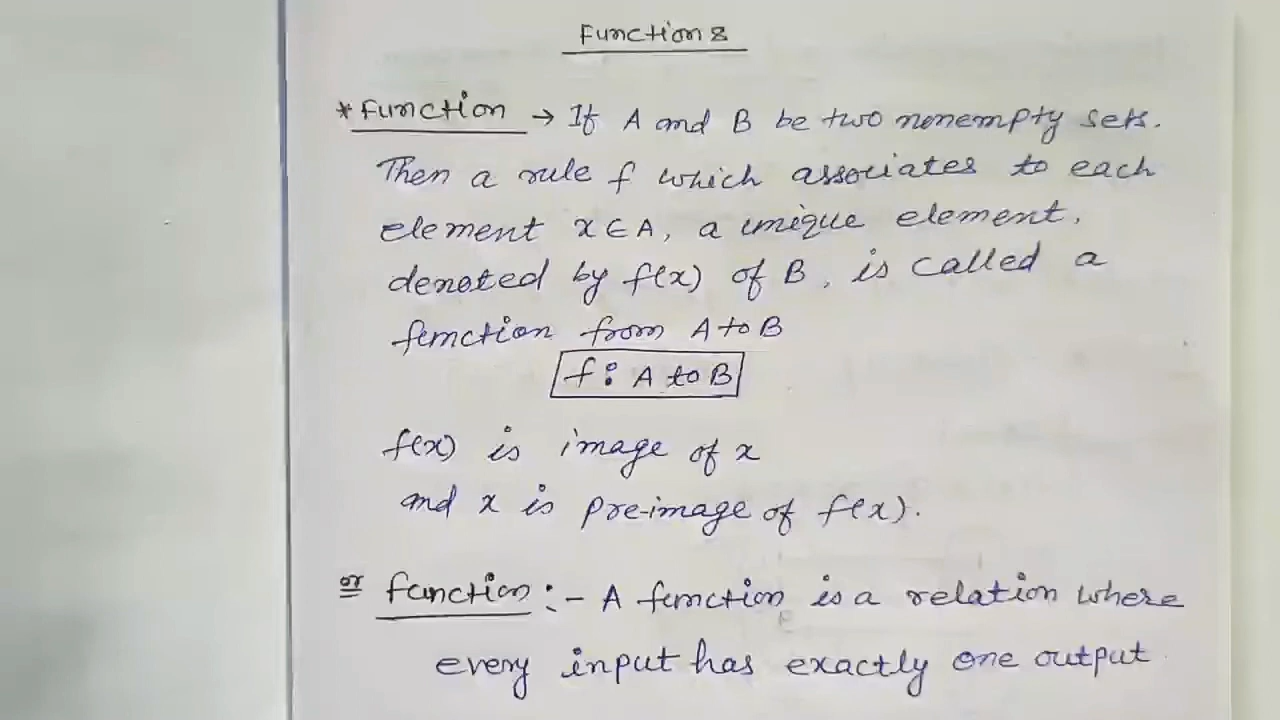 Functions
* Function → If A and B be two nonempty sets.
Then a rule f which associates to each
element x ∈ A, a unique element,
denoted by f(x) of B, is called a
function from A to B
f: A to B
f(x) is image of x
and x is pre-image of f(x).
or function :- A function is a relation where
every input has exactly one output